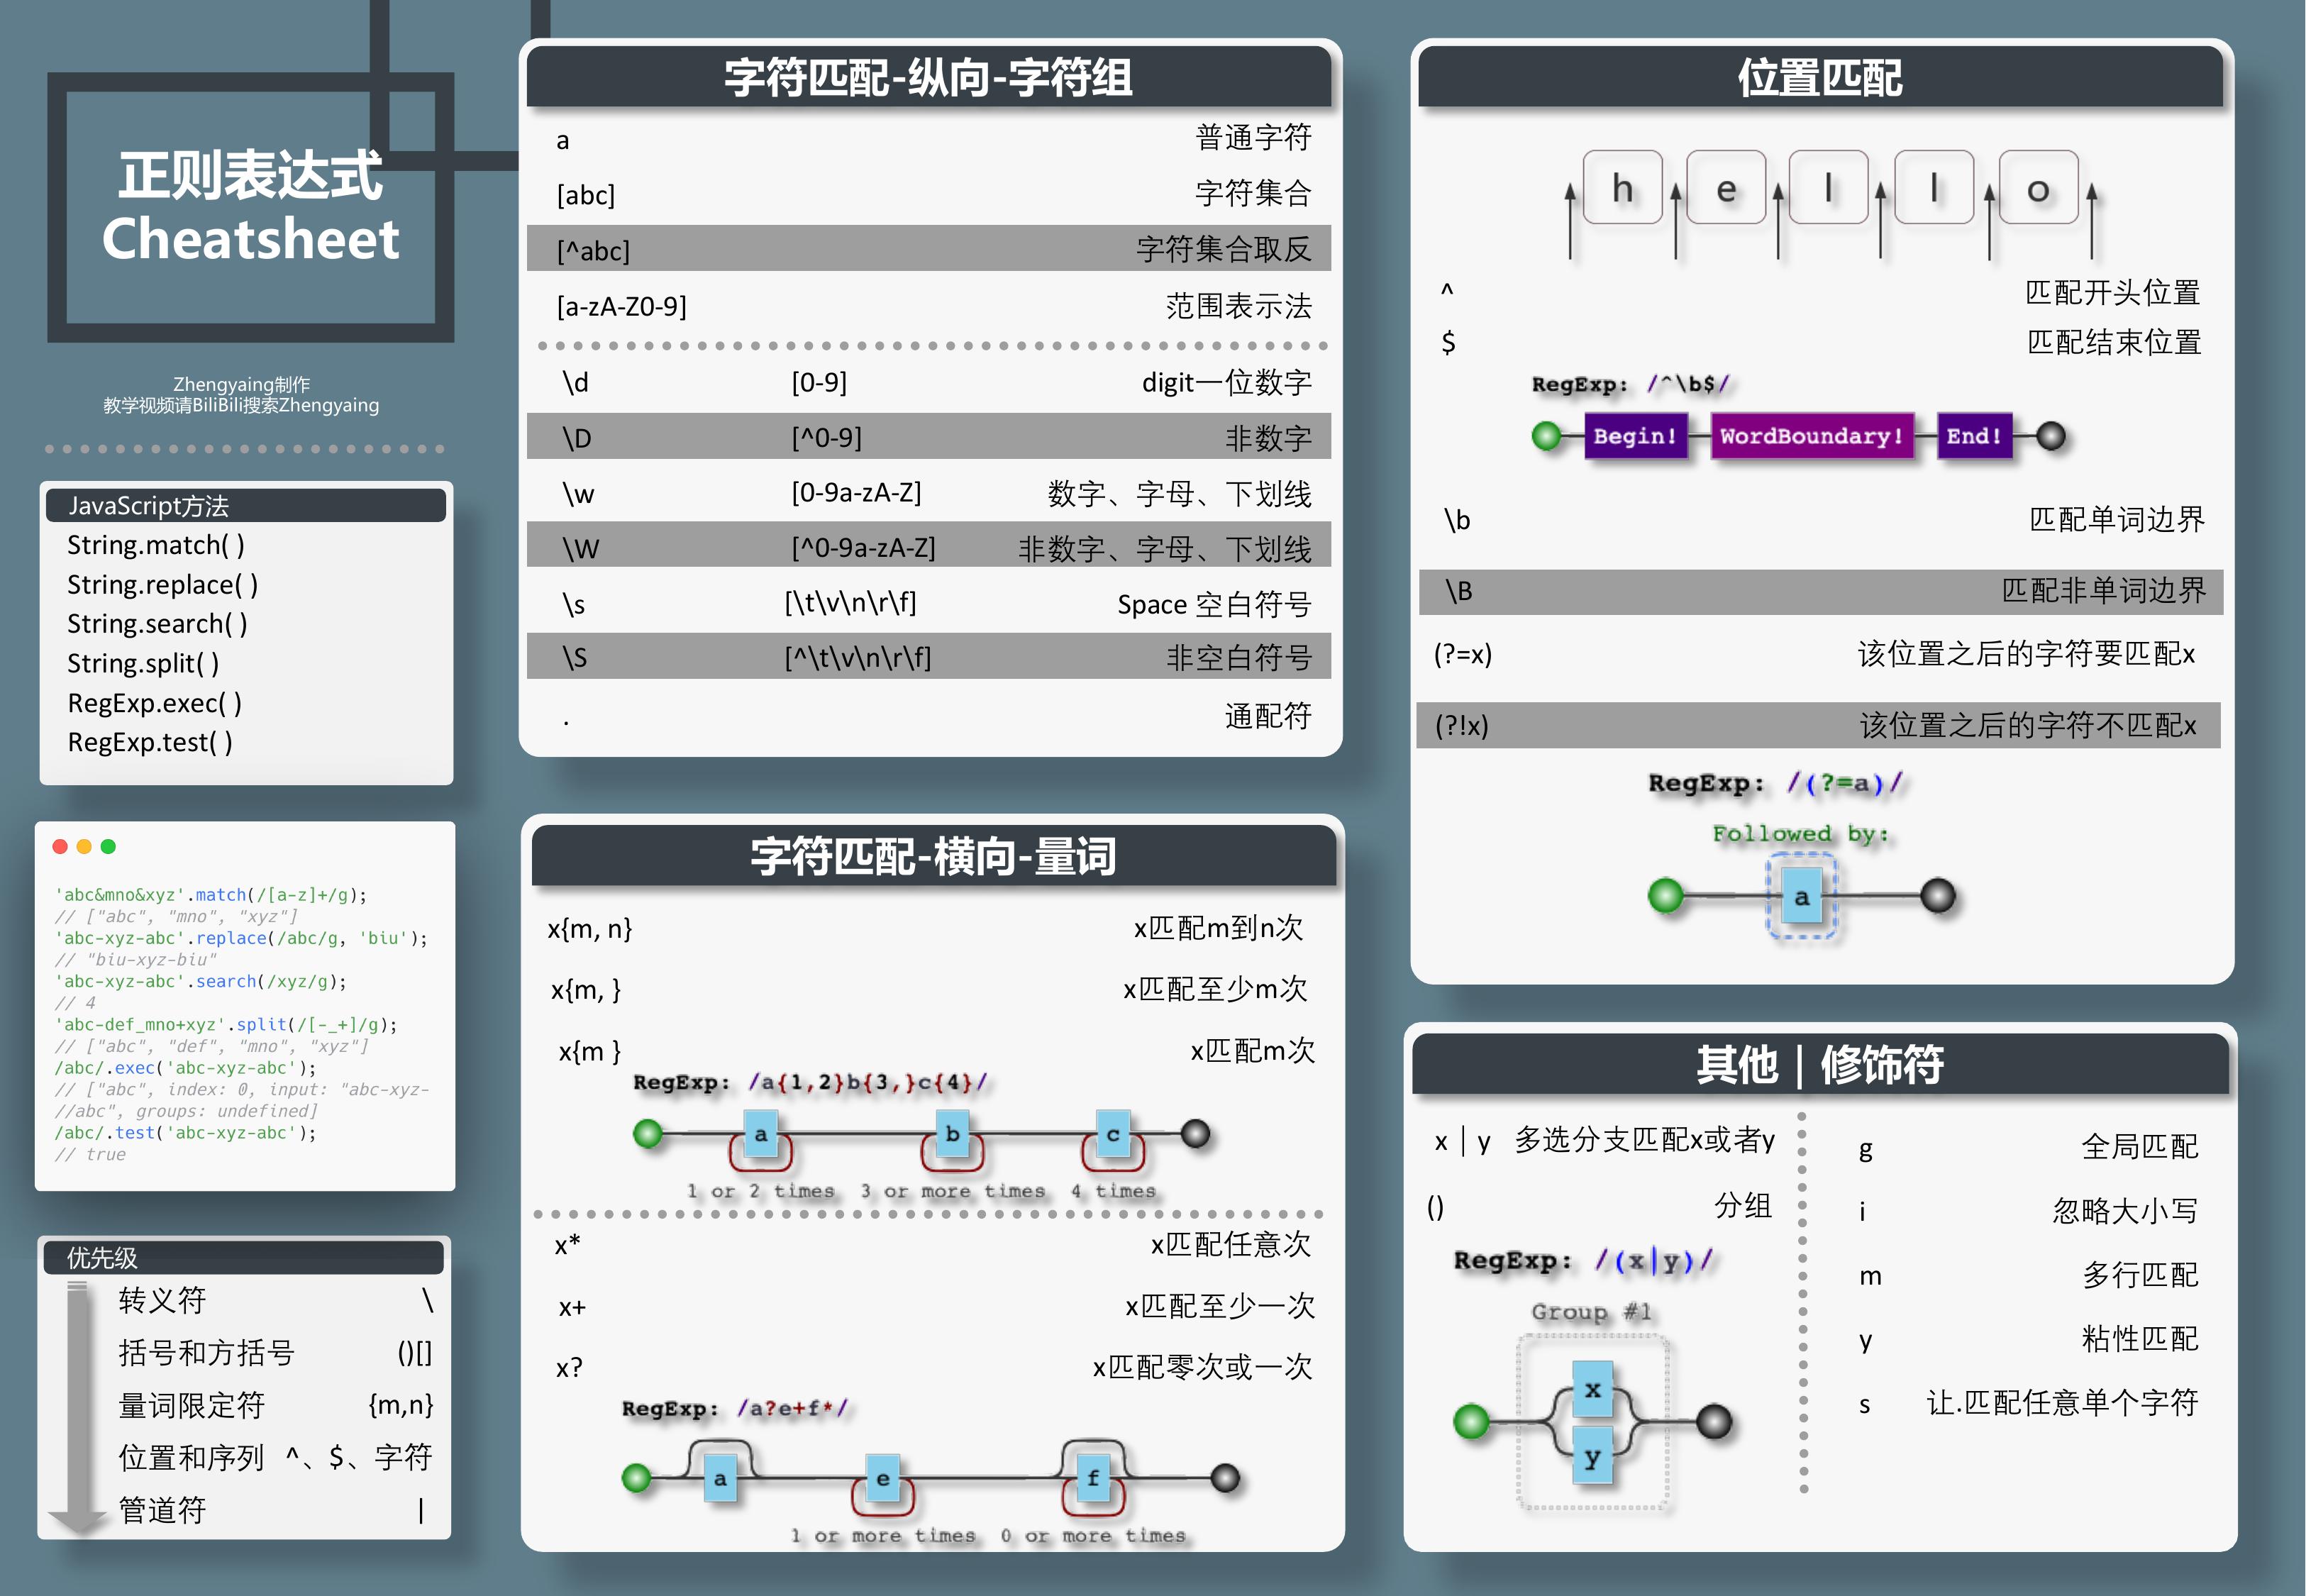 正则表达式
Cheatsheet
Zhengyaing制作
教学视频请BiliBili搜索Zhengyaing
JavaScript方法
String.match( )
String.replace( )
String.search( )
String.split( )
RegExp.exec( )
RegExp.test( )
'abc&mno&xyz'.match(/[a-z]+/g);
// ["abc", "mno", "xyz"]
'abc-xyz-abc'.replace(/abc/g, 'biu');
// "biu-xyz-biu"
'abc-xyz-abc'.search(/xyz/g);
// 4
'abc-def_mno+xyz'.split(/[-_+]/g);
// ["abc", "def", "mno", "xyz"]
/abc/.exec('abc-xyz-abc');
// ["abc", index: 0, input: "abc-xyz-
//abc", groups: undefined]
/abc/.test('abc-xyz-abc');
// true
优先级
转义符 \
括号和方括号 ()[]
量词限定符 {m,n}
位置和序列 ^、$、字符
管道符 |
字符匹配-纵向-字符组
a 普通字符
[abc] 字符集合
[^abc] 字符集合取反
[a-zA-Z0-9] 范围表示法
\d [0-9] digit一位数字
\D [^0-9] 非数字
\w [0-9a-zA-Z] 数字、字母、下划线
\W [^0-9a-zA-Z] 非数字、字母、下划线
\s [\t\v\n\r\f] Space 空白符号
\S [^\t\v\n\r\f] 非空白符号
. 通配符
字符匹配-横向-量词
x{m, n} x匹配m到n次
x{m, } x匹配至少m次
x{m } x匹配m次
RegExp: /a{1,2}b{3,}c{4}/
a b c
1 or 2 times 3 or more times 4 times
x* x匹配任意次
x+ x匹配至少一次
x? x匹配零次或一次
RegExp: /a?e+f*/
a e f
1 or more times 0 or more times
位置匹配
h e l l o
^ 匹配开头位置
$ 匹配结束位置
RegExp: /^\b$/
Begin! WordBoundary! End!
\b 匹配单词边界
\B 匹配非单词边界
(?=x) 该位置之后的字符要匹配x
(?!x) 该位置之后的字符不匹配x
RegExp: /(?=a)/
Followed by:
a
其他｜修饰符
x｜y 多选分支匹配x或者y
() 分组
RegExp: /(x|y)/
Group #1
x
y
g 全局匹配
i 忽略大小写
m 多行匹配
y 粘性匹配
s 让.匹配任意单个字符